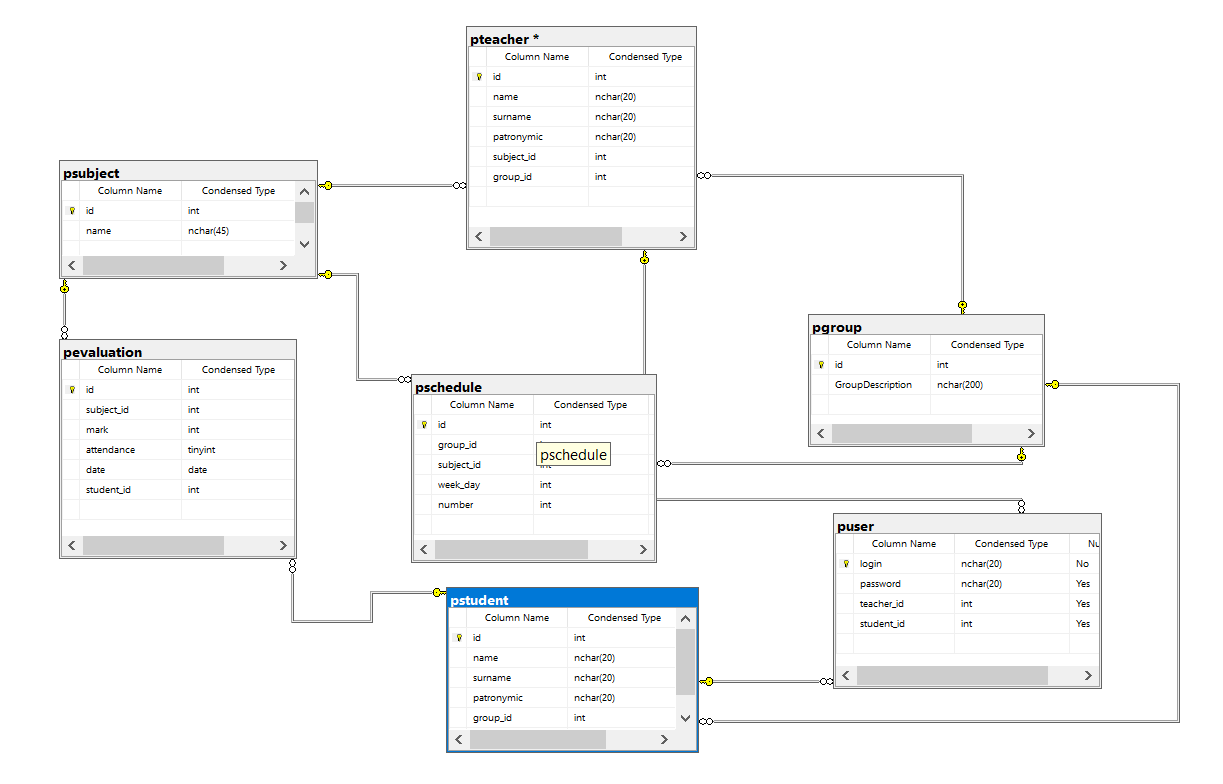 pteacher *
Column Name Condensed Type
id int
name nchar(20)
surname nchar(20)
patronymic nchar(20)
subject_id int
group_id int
psubject
Column Name Condensed Type
id int
name nchar(45)
pgroup
Column Name Condensed Type
id int
GroupDescription nchar(200)
pevaluation
Column Name Condensed Type
id int
subject_id int
mark int
attendance tinyint
date date
student_id int
pschedule
Column Name Condensed Type
id int
group_id
pschedule
subject_id
week_day int
number int
puser
Column Name Condensed Type Nu
login nchar(20) No
password nchar(20) Yes
teacher_id int Yes
student_id int Yes
pstudent
Column Name Condensed Type
id int
name nchar(20)
surname nchar(20)
patronymic nchar(20)
group_id int